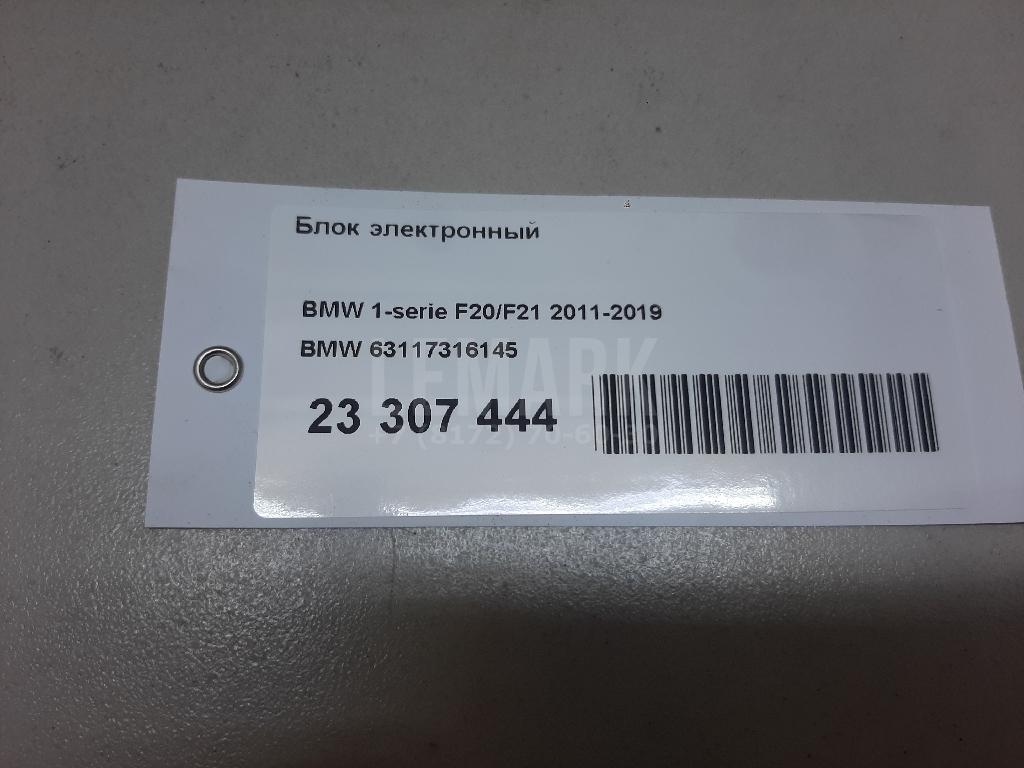 Блок электронный
BMW 1-serie F20/F21 2011-2019
BMW 63117316145
LEMARK
23 307 444